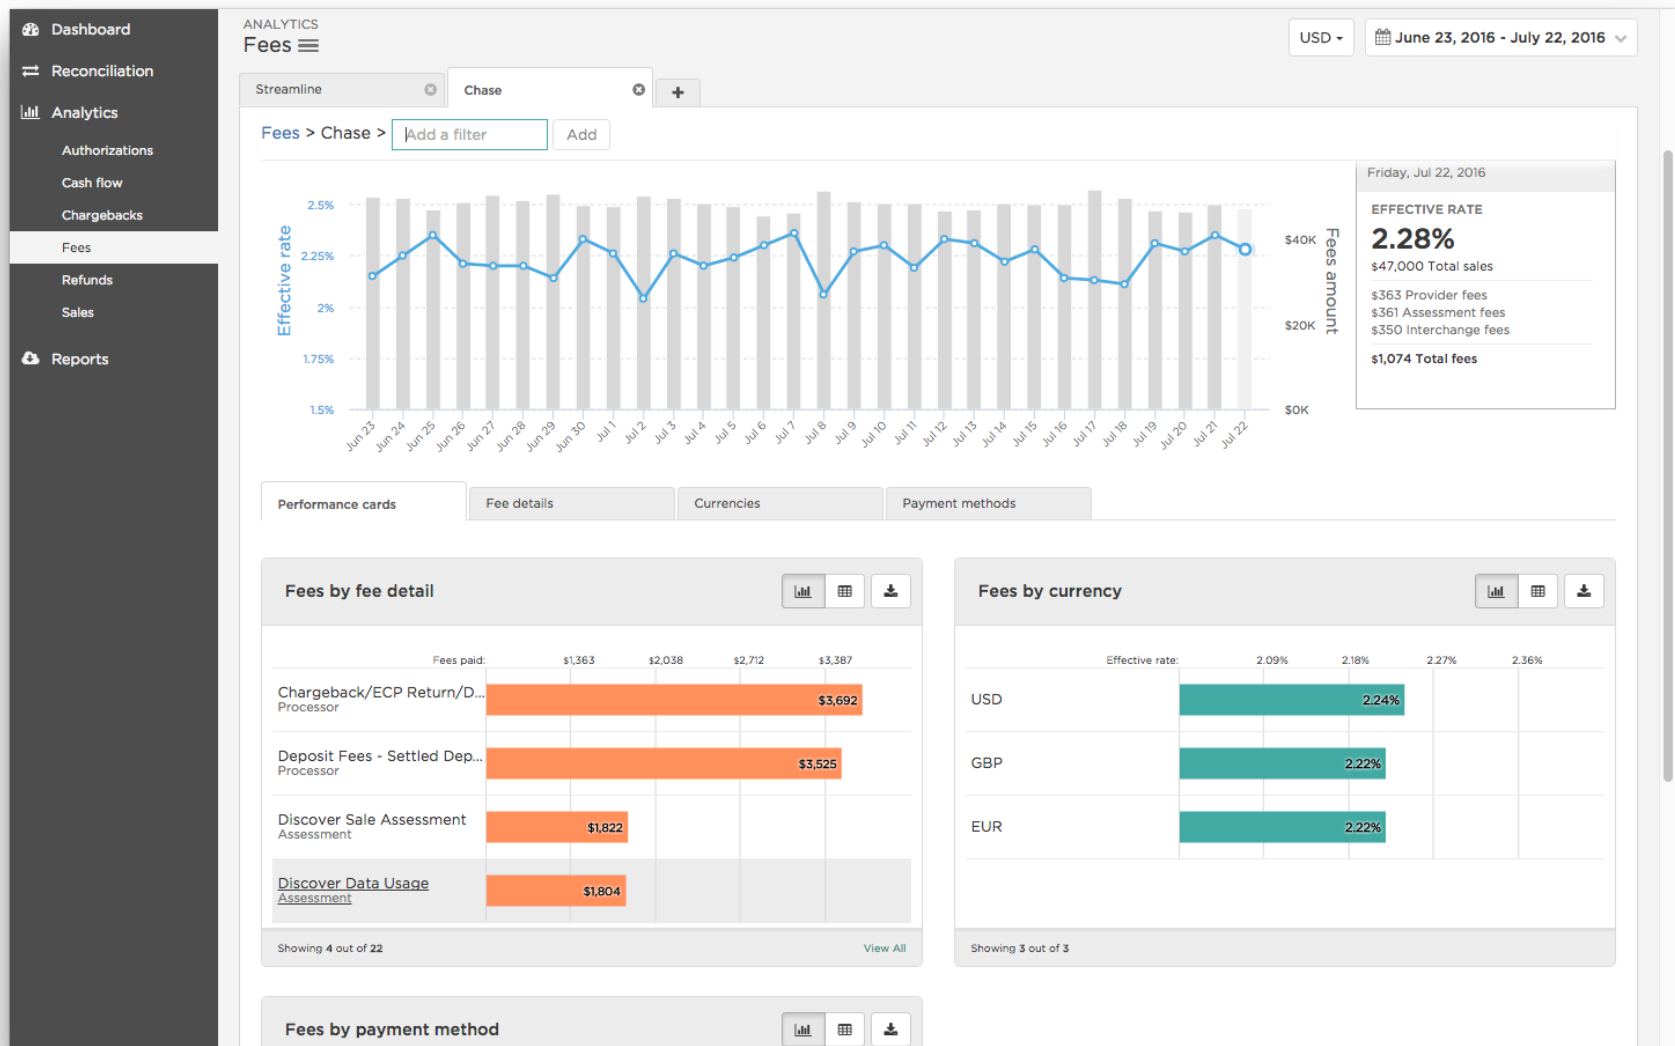 Dashboard
Reconciliation
Analytics
Authorizations
Cash flow
Chargebacks
Fees
Refunds
Sales
Reports
ANALYTICS
Fees
USD
June 23, 2016 - July 22, 2016
Streamline
Chase
+
Fees > Chase > Add a filter Add
Effective rate
2.5%
2.25%
2%
1.75%
1.5%
$40K
$20K
$0K
Fees amount
Jun 23 Jun 24 Jun 25 Jun 26 Jun 27 Jun 28 Jun 29 Jun 30 Jul 1 Jul 2 Jul 3 Jul 4 Jul 5 Jul 6 Jul 7 Jul 8 Jul 9 Jul 10 Jul 11 Jul 12 Jul 13 Jul 14 Jul 15 Jul 16 Jul 17 Jul 18 Jul 19 Jul 20 Jul 21 Jul 22
Friday, Jul 22, 2016
EFFECTIVE RATE
2.28%
$47,000 Total sales
$363 Provider fees
$361 Assessment fees
$350 Interchange fees
$1,074 Total fees
Performance cards Fee details Currencies Payment methods
Fees by fee detail
Fees paid: $1,363 $2,038 $2,712 $3,387
Chargeback/ECP Return/D...
Processor
$3,692
Deposit Fees - Settled Dep...
Processor
$3,525
Discover Sale Assessment
Assessment
$1,822
Discover Data Usage
Assessment
$1,804
Showing 4 out of 22 View All
Fees by currency
Effective rate: 2.09% 2.18% 2.27% 2.36%
USD 2.24%
GBP 2.22%
EUR 2.22%
Showing 3 out of 3
Fees by payment method